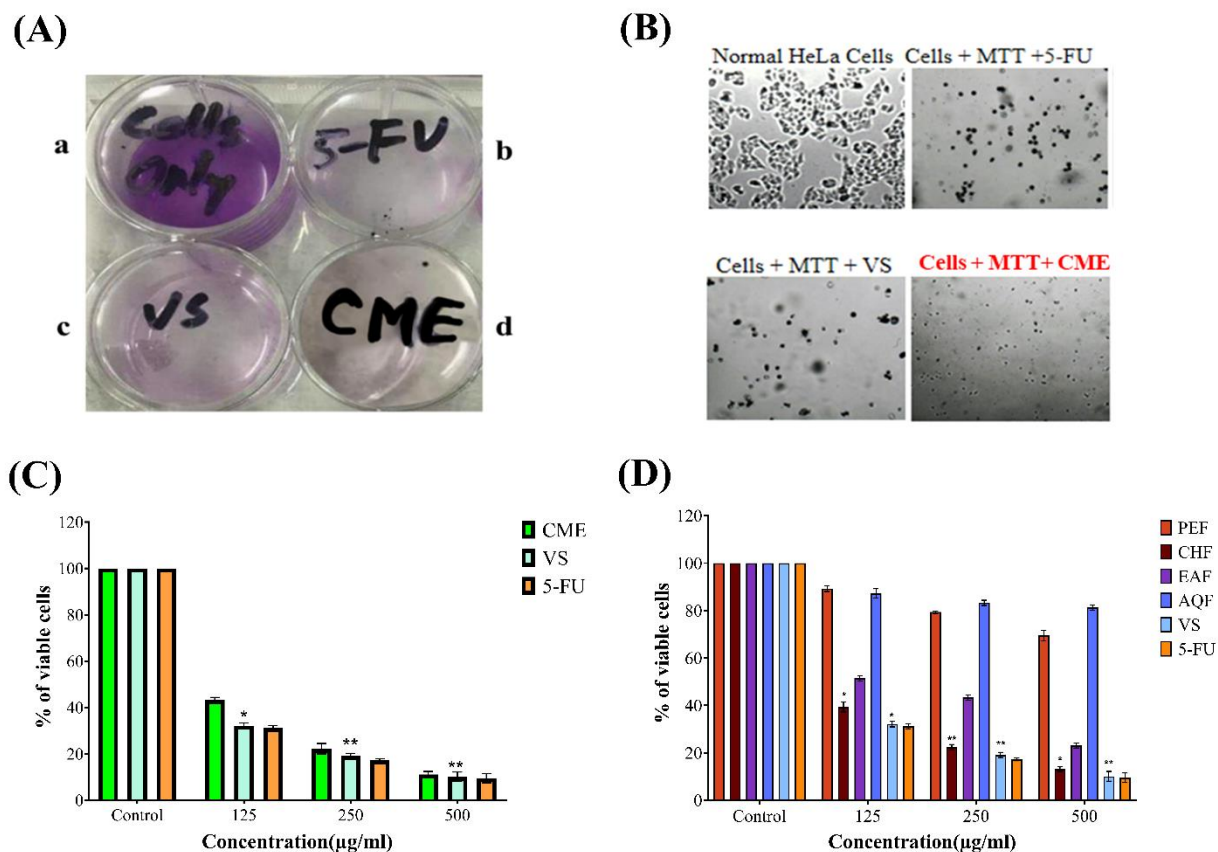 (A)
(B)
a
b
c
d
Cells
Only
5-FU
VS
CME
Normal HeLa Cells
Cells + MTT +5-FU
Cells + MTT + VS
Cells + MTT+ CME
(C)
120
100
80
60
40
20
0
% of viable cells
*
**
**
Control
125
250
500
Concentration(µg/ml)
CME
VS
5-FU
(D)
120
100
80
60
40
20
0
% of viable cells
*
*
**
**
*
**
Control
125
250
500
Concentration(µg/ml)
PEF
CHF
EAF
AQF
VS
5-FU